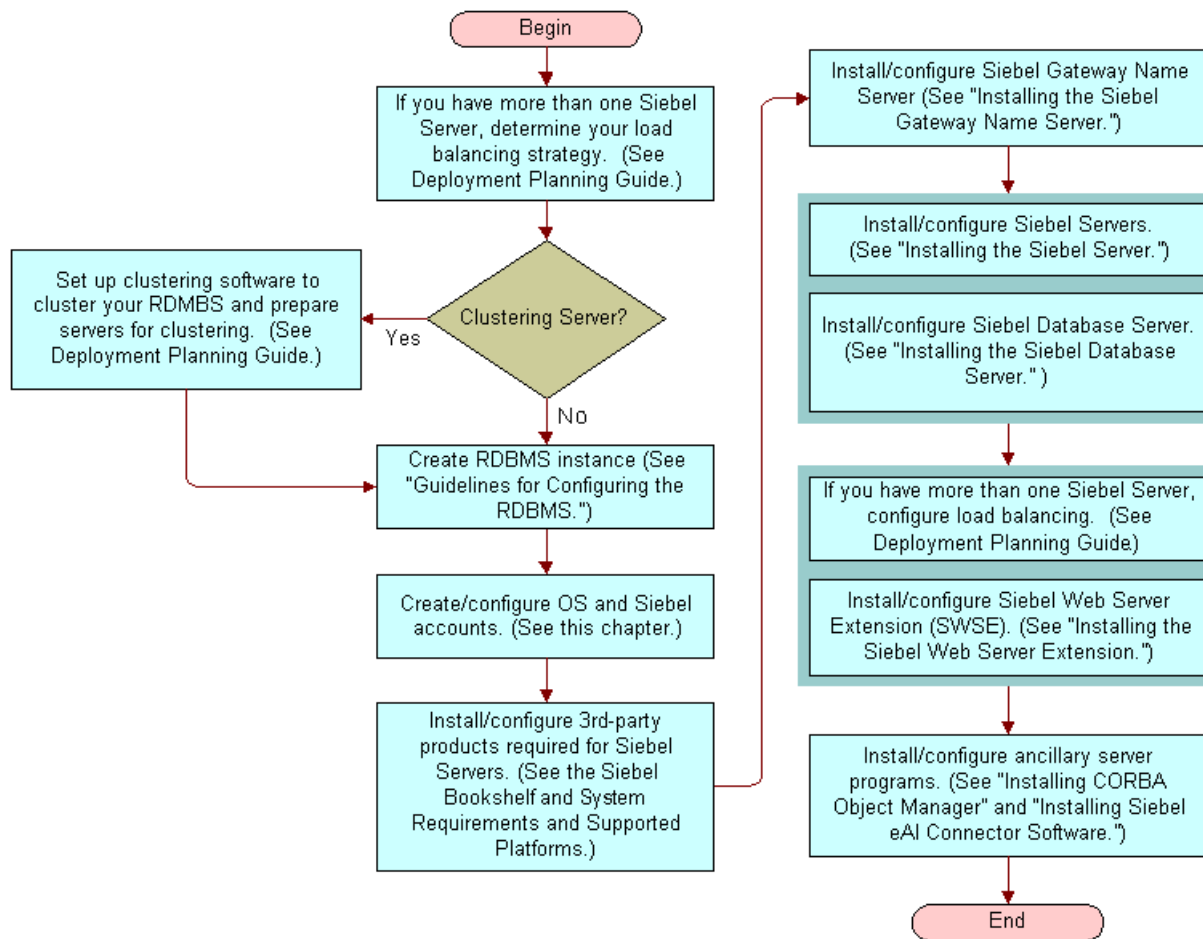 Begin
If you have more than one Siebel
Server, determine your load
balancing strategy. (See
Deployment Planning Guide.)
Clustering Server?
Yes
No
Set up clustering software to
cluster your RDMBS and prepare
servers for clustering. (See
Deployment Planning Guide.)
Create RDBMS instance (See
"Guidelines for Configuring the
RDBMS.")
Create/configure OS and Siebel
accounts. (See this chapter.)
Install/configure 3rd-party
products required for Siebel
Servers. (See the Siebel
Bookshelf and System
Requirements and Supported
Platforms.)
Install/configure Siebel Gateway Name
Server (See "Installing the Siebel
Gateway Name Server.")
Install/configure Siebel Servers.
(See "Installing the Siebel Server.")
Install/configure Siebel Database Server.
(See "Installing the Siebel Database
Server." )
If you have more than one Siebel Server,
configure load balancing. (See
Deployment Planning Guide.)
Install/configure Siebel Web Server
Extension (SWSE). (See "Installing the
Siebel Web Server Extension.")
Install/configure ancillary server
programs. (See "Installing CORBA
Object Manager" and "Installing Siebel
eAI Connector Software.")
End